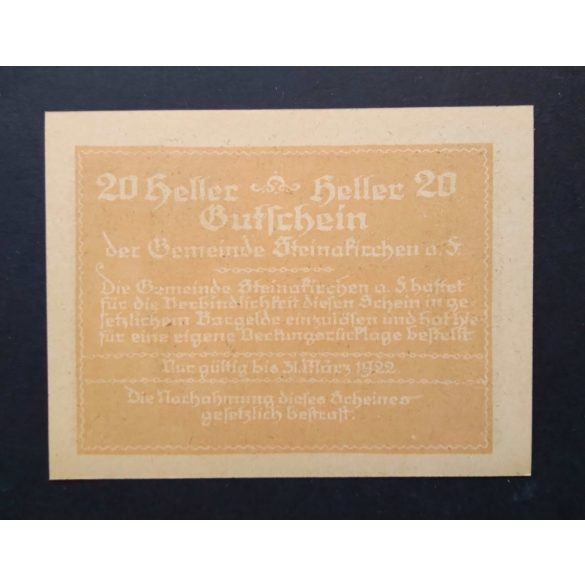 20 Heller Heller 20
Gutschein
der Gemeinde Steinakirchen a. F.
Die Gemeinde Steinakirchen a. F. haftet
für die Verbindlichkeit diesen Schein in ge-
setzlichem Bargelde einzulösen und hat hie-
für eine eigene Deckungsrücklage bestellt
Nur gültig bis 31. März 1922.
Die Nachahmung dieses Scheines
gesetzlich bestraft.